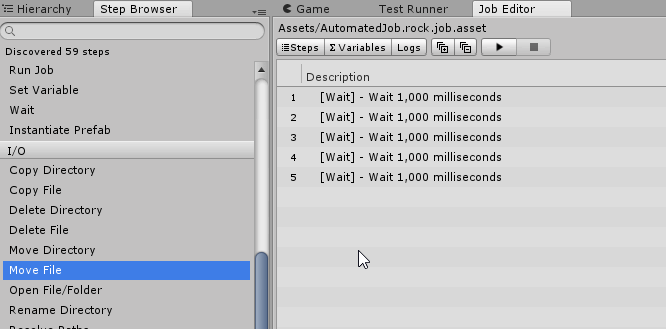 Hierarchy
Step Browser
Game
Test Runner
Job Editor
Discovered 59 steps
Run Job
Set Variable
Wait
Instantiate Prefab
I/O
Copy Directory
Copy File
Delete Directory
Delete File
Move Directory
Move File
Open File/Folder
Rename Directory
Assets/AutomatedJob.rock.job.asset
Steps
Σ Variables
Logs
Description
1 [Wait] - Wait 1,000 milliseconds
2 [Wait] - Wait 1,000 milliseconds
3 [Wait] - Wait 1,000 milliseconds
4 [Wait] - Wait 1,000 milliseconds
5 [Wait] - Wait 1,000 milliseconds